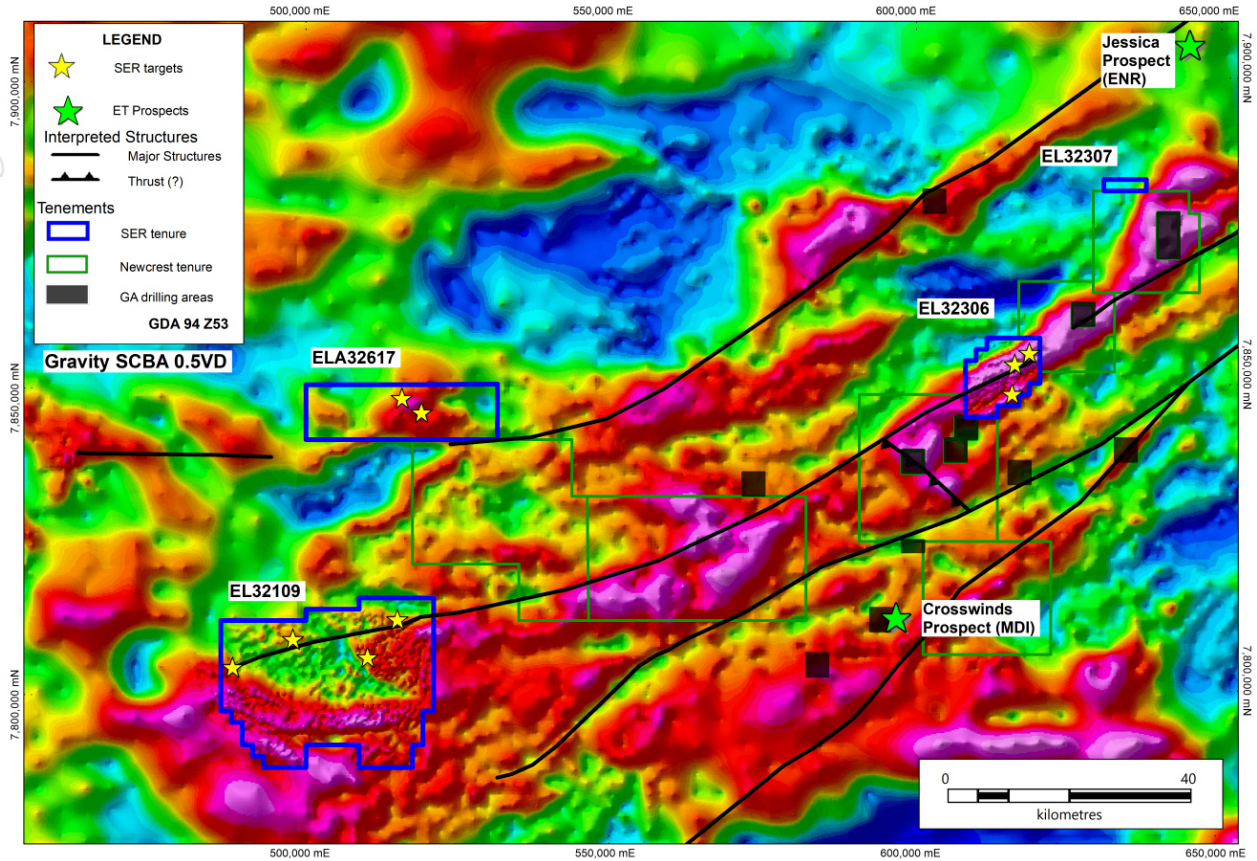 500,000 mE
550,000 mE
600,000 mE
650,000 mE
LEGEND
SER targets
ET Prospects
Interpreted Structures
Major Structures
Thrust (?)
Tenements
SER tenure
Newcrest tenure
GA drilling areas
GDA 94 Z53
Gravity SCBA 0.5VD
Jessica
Prospect
(ENR)
EL32307
EL32306
ELA32617
EL32109
Crosswinds
Prospect (MDI)
7,900,000 mN
7,850,000 mN
7,800,000 mN
7,900,000 mN
7,850,000 mN
7,800,000 mN
0
40
kilometres
500,000 mE
550,000 mE
600,000 mE
650,000 mE